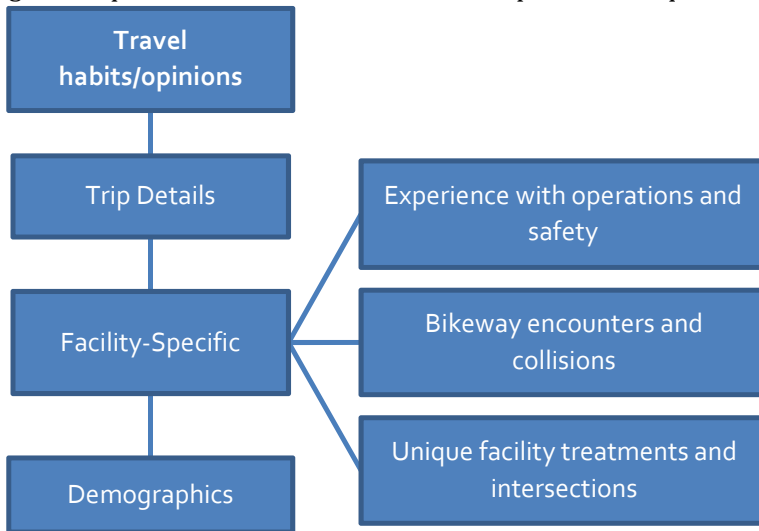 Travel
habits/opinions
Trip Details
Experience with operations and
safety
Facility-Specific
Bikeway encounters and
collisions
Unique facility treatments and
intersections
Demographics